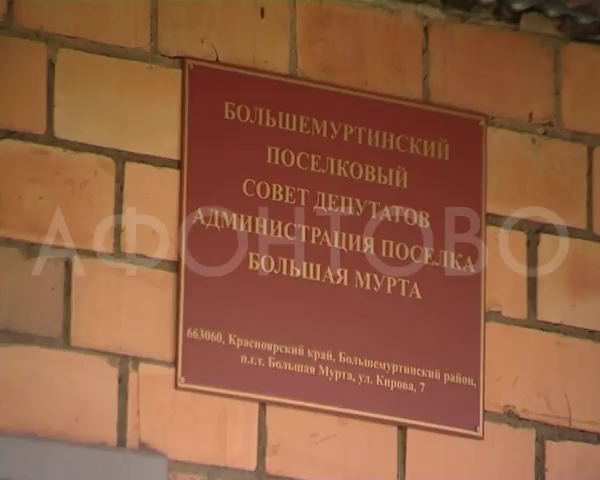 БОЛЬШЕМУРТИНСКИЙ
ПОСЕЛКОВЫЙ
СОВЕТ ДЕПУТАТОВ
АДМИНИСТРАЦИЯ ПОСЕЛКА
БОЛЬШАЯ МУРТА
АФОНТОВО
663060, Красноярский край, Большемуртинский район,
п.г.т. Большая Мурта, ул. Кирова, 7